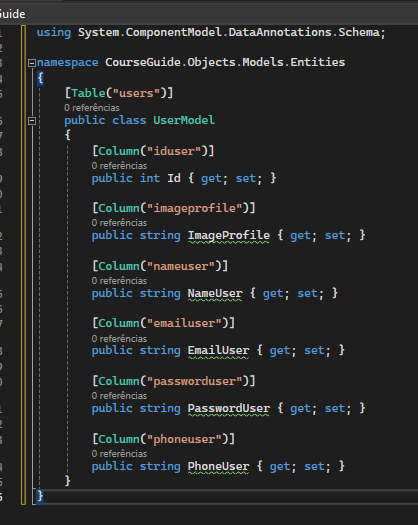 Guide
using System.ComponentModel.DataAnnotations.Schema;
namespace CourseGuide.Objects.Models.Entities
{
[Table("users")]
0 referências
public class UserModel
{
[Column("iduser")]
0 referências
public int Id { get; set; }
[Column("imageprofile")]
0 referências
public string ImageProfile { get; set; }
[Column("nameuser")]
0 referências
public string NameUser { get; set; }
[Column("emailuser")]
0 referências
public string EmailUser { get; set; }
[Column("passworduser")]
0 referências
public string PasswordUser { get; set; }
[Column("phoneuser")]
0 referências
public string PhoneUser { get; set; }
}
}